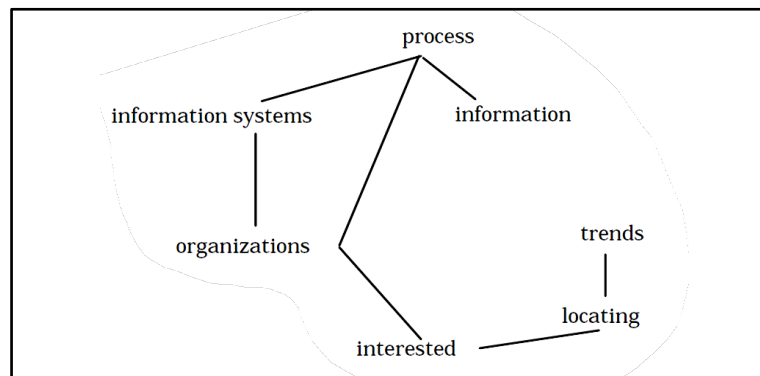 process
information systems
information
organizations
trends
locating
interested